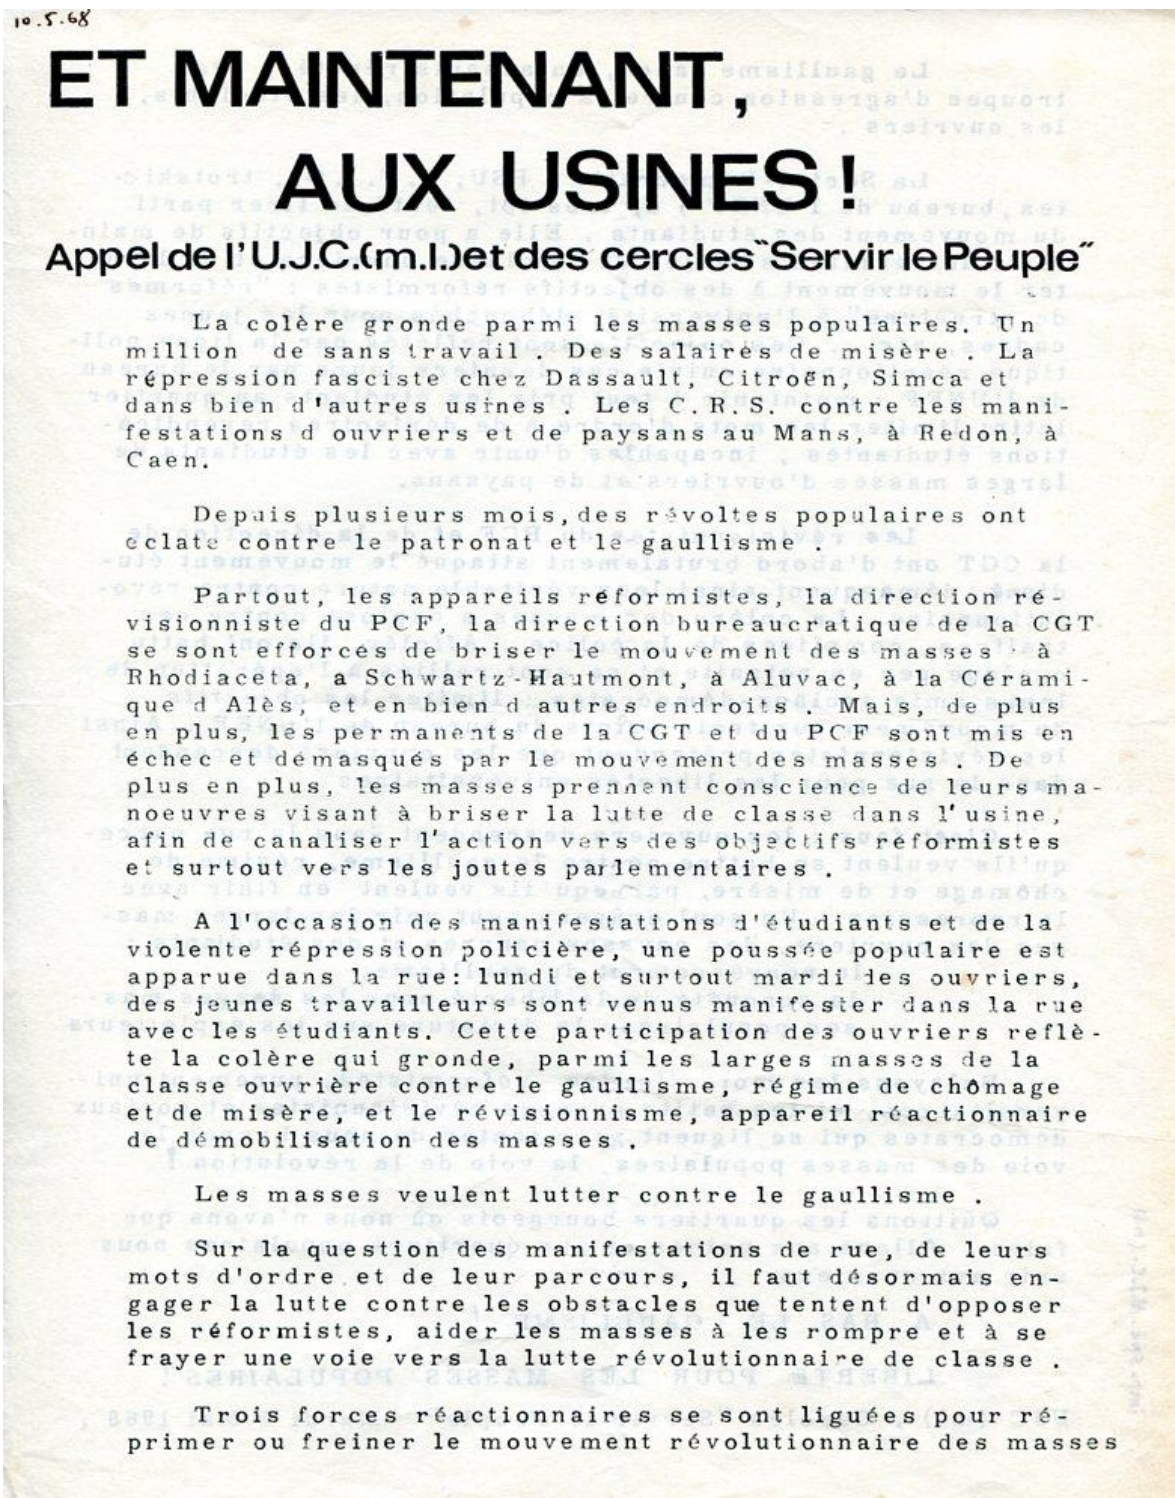 10.5.68
ET MAINTENANT,
AUX USINES!
Appel de l'U.J.C.(m.l.) et des cercles "Servir le Peuple"
La colère gronde parmi les masses populaires. Un
million de sans travail . Des salaires de misère . La
répression fasciste chez Dassault, Citroën, Simca et
dans bien d'autres usines . Les C.R.S. contre les mani-
festations d ouvriers et de paysans au Mans, à Redon, à
Caen.
Depuis plusieurs mois, des révoltes populaires ont
eclate contre le patronat et le gaullisme .
Partout, les appareils réformistes, la direction ré-
visionniste du PCF, la direction bureaucratique de la CGT
se sont efforcés de briser le mouvement des masses : à
Rhodiaceta, a Schwartz-Hautmont, à Aluvac, à la Cérami-
que d Alès, et en bien d autres endroits . Mais, de plus
en plus, les permanents de la CGT et du PCF sont mis en
échec et démasqués par le mouvement des masses. De
plus en plus, les masses prennent conscience de leurs ma-
noeuvres visant à briser la lutte de classe dans l'usine,
afin de canaliser l'action vers des objectifs réformistes
et surtout vers les joutes parlementaires .
A l'occasion des manifestations d'étudiants et de la
violente répression policière, une poussée populaire est
apparue dans la rue: lundi et surtout mardi des ouvriers,
des jeunes travailleurs sont venus manifester dans la rue
avec les étudiants. Cette participation des ouvriers reflè-
te la colère qui gronde, parmi les larges masses de la
classe ouvrière contre le gaullisme, régime de chômage
et de misère, et le révisionnisme, appareil réactionnaire
de démobilisation des masses .
Les masses veulent lutter contre le gaullisme .
Sur la question des manifestations de rue, de leurs
mots d'ordre et de leur parcours, il faut désormais en-
gager la lutte contre les obstacles que tentent d'opposer
les réformistes, aider les masses à les rompre et à se
frayer une voie vers la lutte révolutionnaire de classe .
Trois forces réactionnaires se sont liguées pour ré-
primer ou freiner le mouvement révolutionnaire des masses